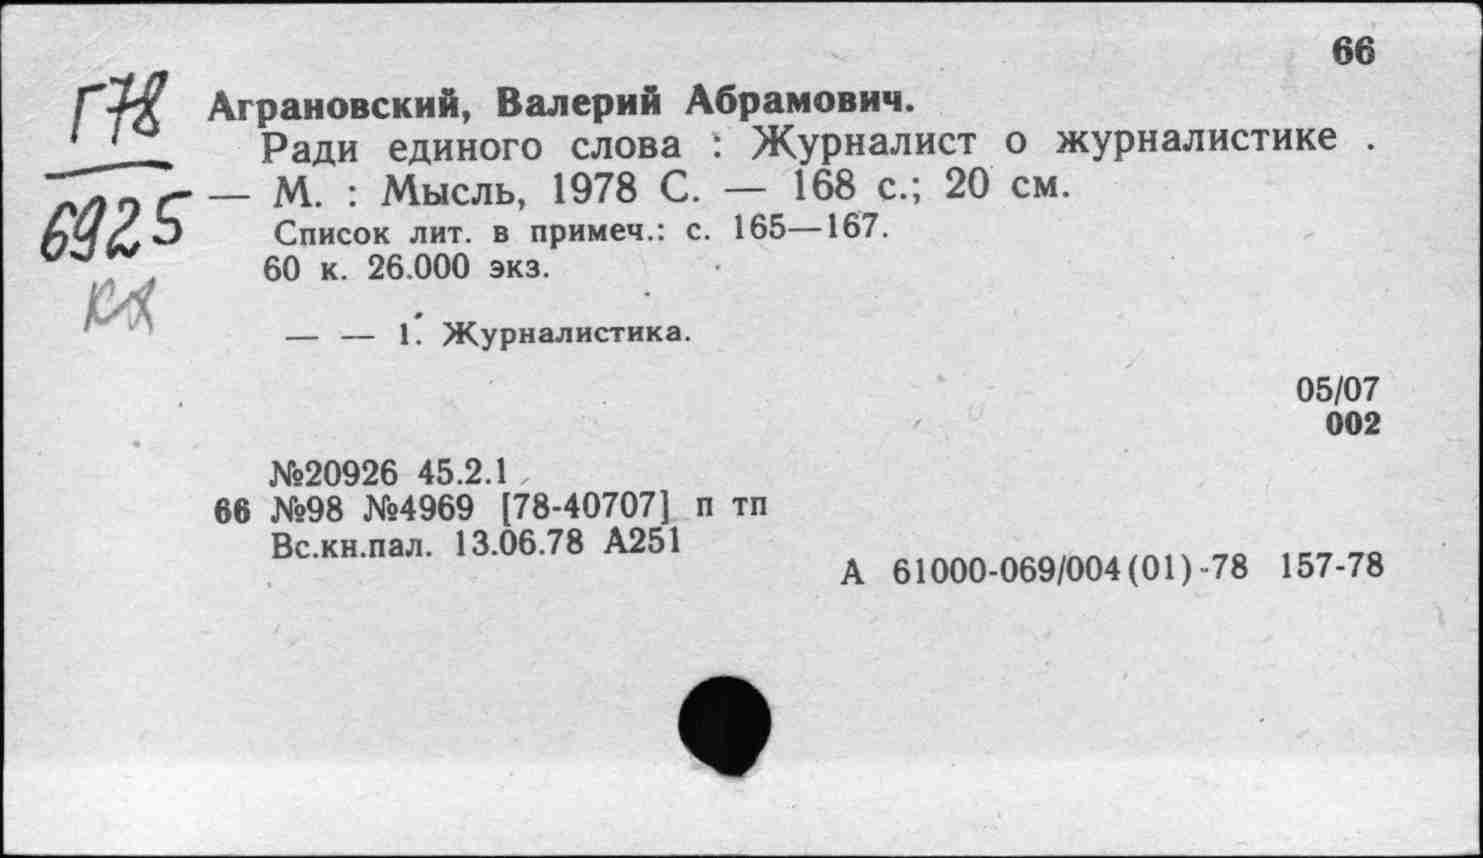 66
Аграновский, Валерий Абрамович.
Ради единого слова : Журналист о журналистике .
— М. : Мысль, 1978 С. — 168 с.; 20 см.
Список лит. в примеч.: с. 165—167.
60 к. 26.000 экз.
— — 1. Журналистика.
6925
05/07
002
№20926 45.2.1
66 №98 №4969 [78-40707] п тп
Вс.кн.пал. 13.06.78 А251
А 61000-069/004(01)-78 157-78